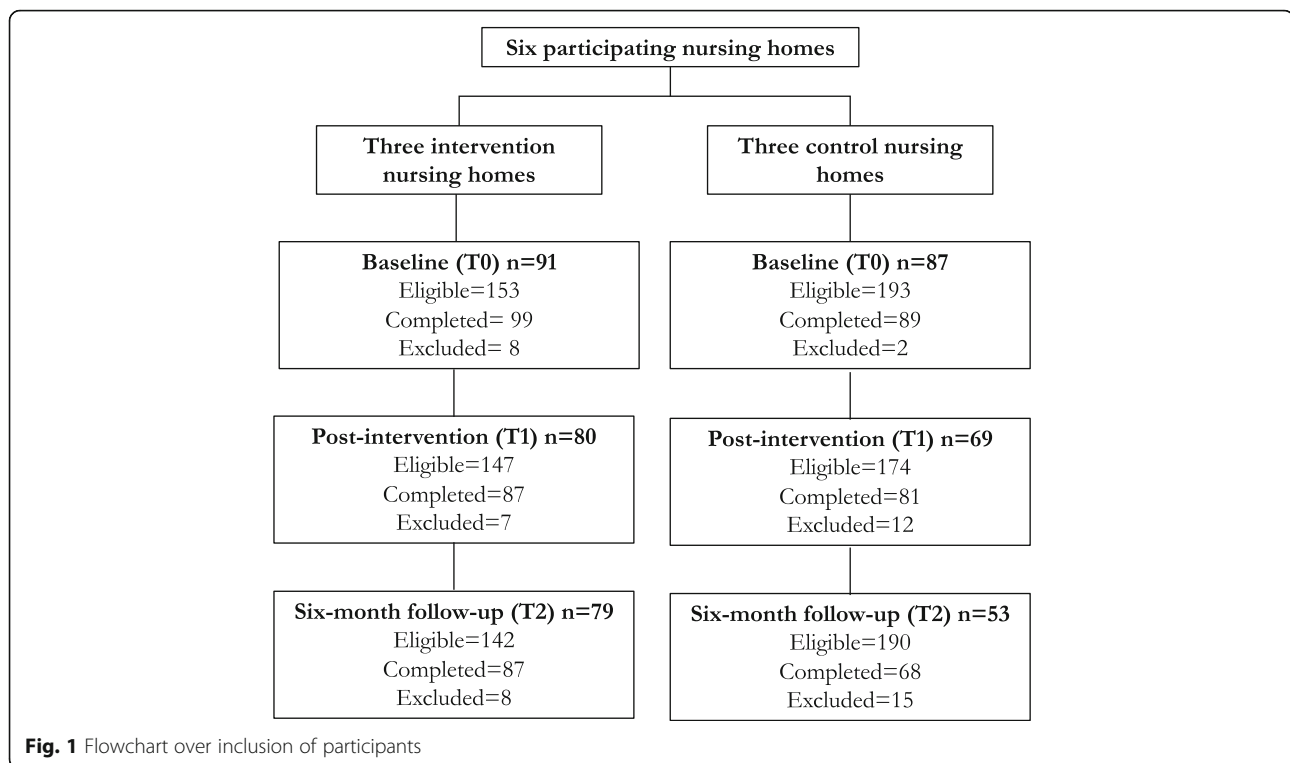 Six participating nursing homes
Three intervention
nursing homes
Three control nursing
homes
Baseline (T0) n=91
Eligible=153
Completed= 99
Excluded= 8
Baseline (T0) n=87
Eligible=193
Completed=89
Excluded=2
Post-intervention (T1) n=80
Eligible=147
Completed=87
Excluded=7
Post-intervention (T1) n=69
Eligible=174
Completed=81
Excluded=12
Six-month follow-up (T2) n=79
Eligible=142
Completed=87
Excluded=8
Six-month follow-up (T2) n=53
Eligible=190
Completed=68
Excluded=15
Fig. 1 Flowchart over inclusion of participants